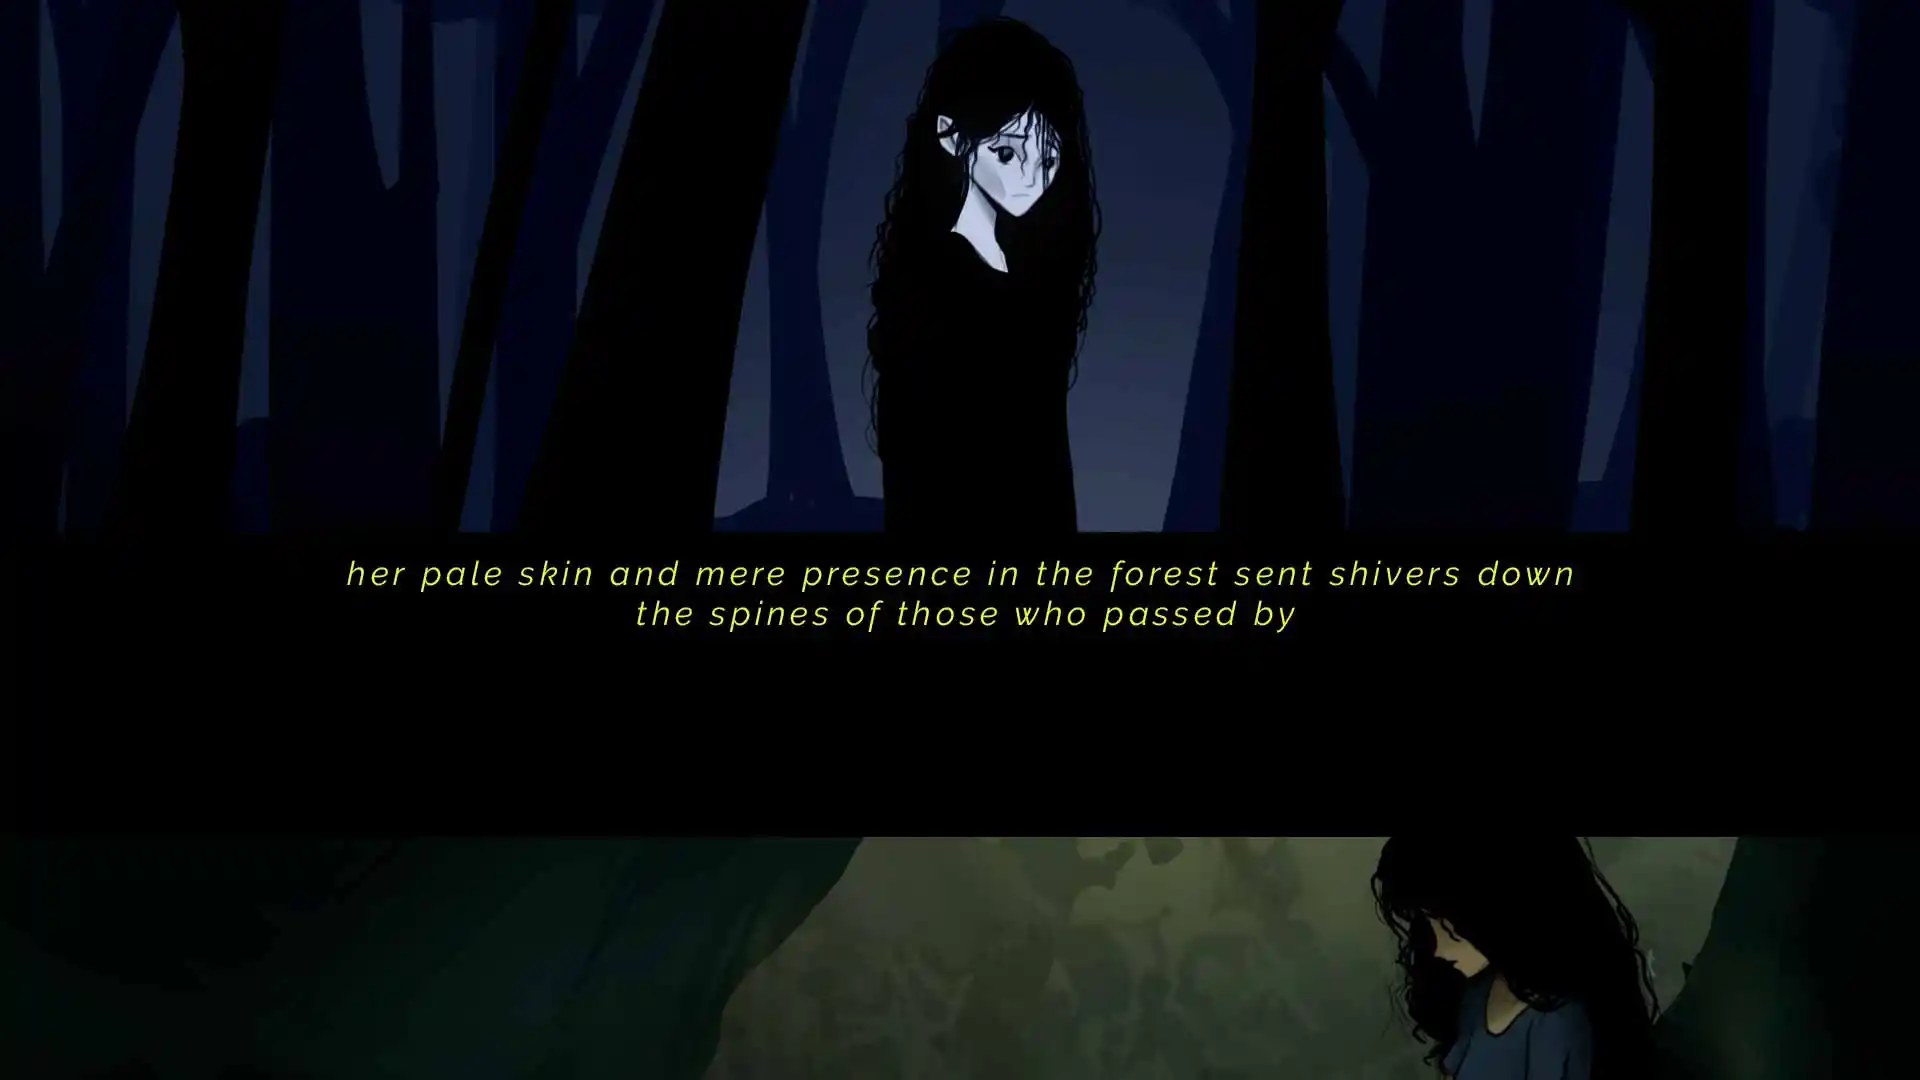 her pale skin and mere presence in the forest sent shivers down
the spines of those who passed by